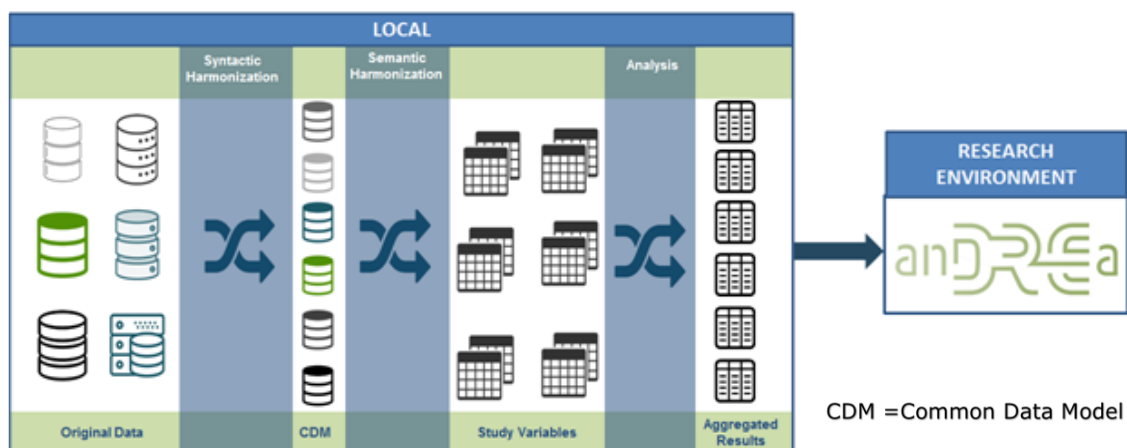 LOCAL
Syntactic
Harmonization
Semantic
Harmonization
Analysis
Original Data
CDM
Study Variables
Aggregated
Results
RESEARCH
ENVIRONMENT
anDREa
CDM =Common Data Model